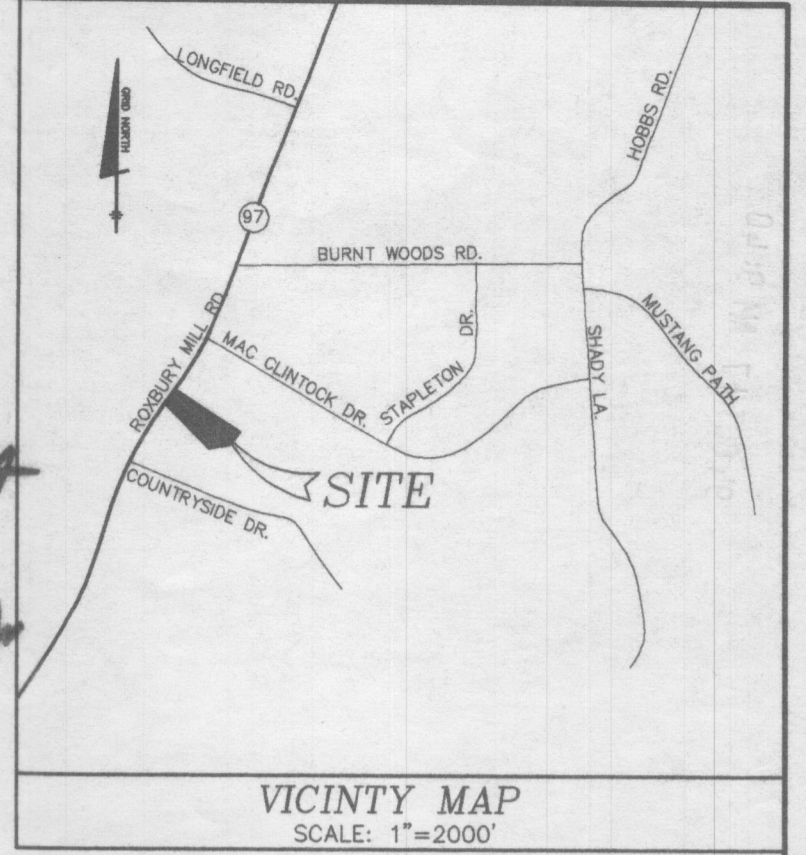 LONGFIELD RD.
GRID NORTH
HOBBS RD.
97
BURNT WOODS RD.
ROXBURY MILL RD.
MAC CLINTOCK DR.
STAPLETON DR.
SHADY LA.
MUSTANG PATH
SITE
COUNTRYSIDE DR.
VICINTY MAP
SCALE: 1"=2000'